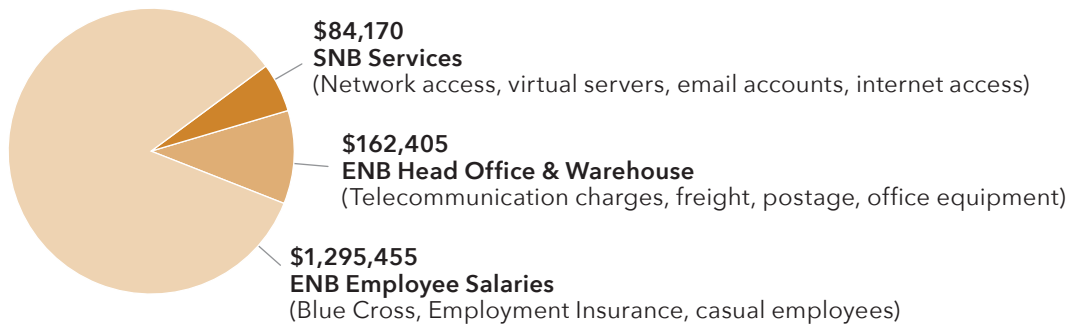 $84,170
SNB Services
(Network access, virtual servers, email accounts, internet access)
$162,405
ENB Head Office & Warehouse
(Telecommunication charges, freight, postage, office equipment)
$1,295,455
ENB Employee Salaries
(Blue Cross, Employment Insurance, casual employees)